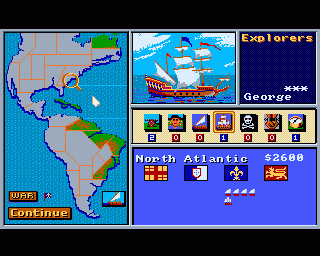 Explorers
***
George
2 0 0 1 0 0 1
North Atlantic $2600
WAR
Continue